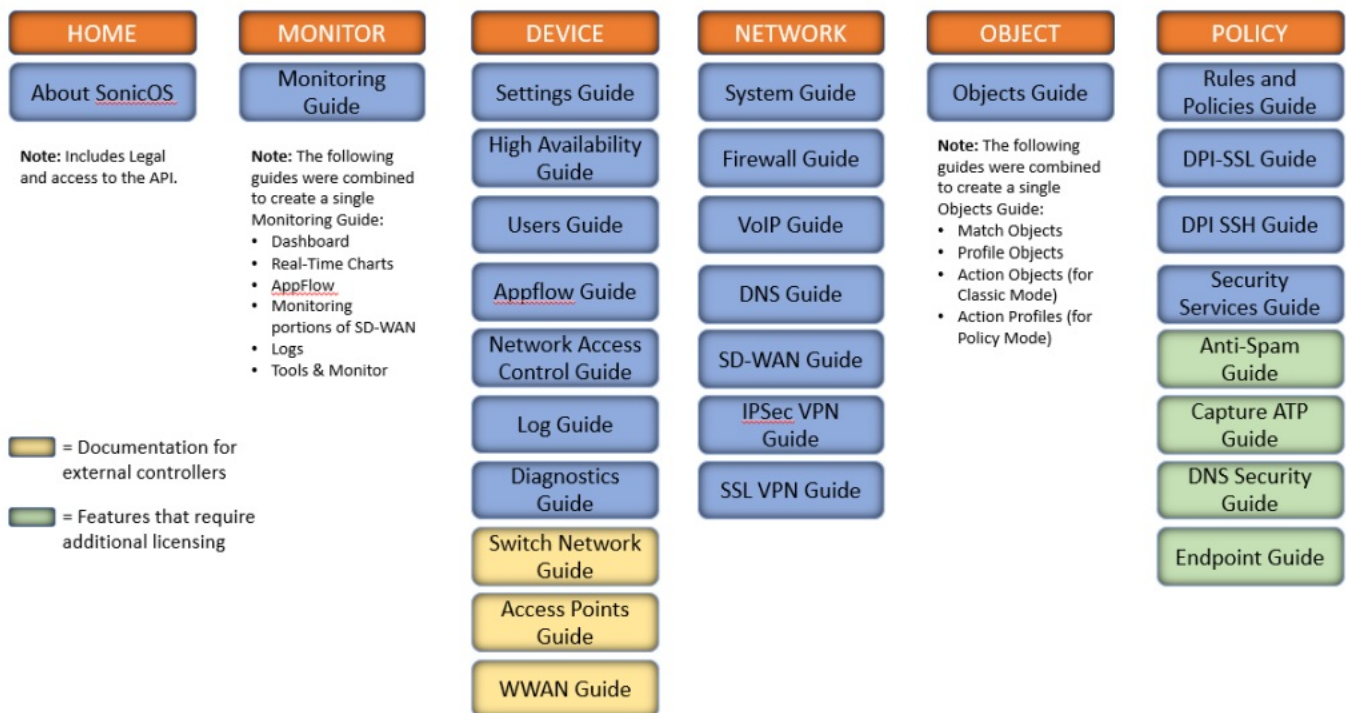 HOME
About SonicOS
Note: Includes Legal
and access to the API.
MONITOR
Monitoring
Guide
Note: The following
guides were combined
to create a single
Monitoring Guide:
• Dashboard
• Real-Time Charts
• AppFlow
• Monitoring
portions of SD-WAN
• Logs
• Tools & Monitor
DEVICE
Settings Guide
High Availability
Guide
Users Guide
Appflow Guide
Network Access
Control Guide
Log Guide
Diagnostics
Guide
Switch Network
Guide
Access Points
Guide
WWAN Guide
NETWORK
System Guide
Firewall Guide
VoIP Guide
DNS Guide
SD-WAN Guide
IPSec VPN
Guide
SSL VPN Guide
OBJECT
Objects Guide
Note: The following
guides were combined
to create a single
Objects Guide:
• Match Objects
• Profile Objects
• Action Objects (for
Classic Mode)
• Action Profiles (for
Policy Mode)
POLICY
Rules and
Policies Guide
DPI-SSL Guide
DPI SSH Guide
Security
Services Guide
Anti-Spam
Guide
Capture ATP
Guide
DNS Security
Guide
Endpoint Guide
= Documentation for
external controllers
= Features that require
additional licensing